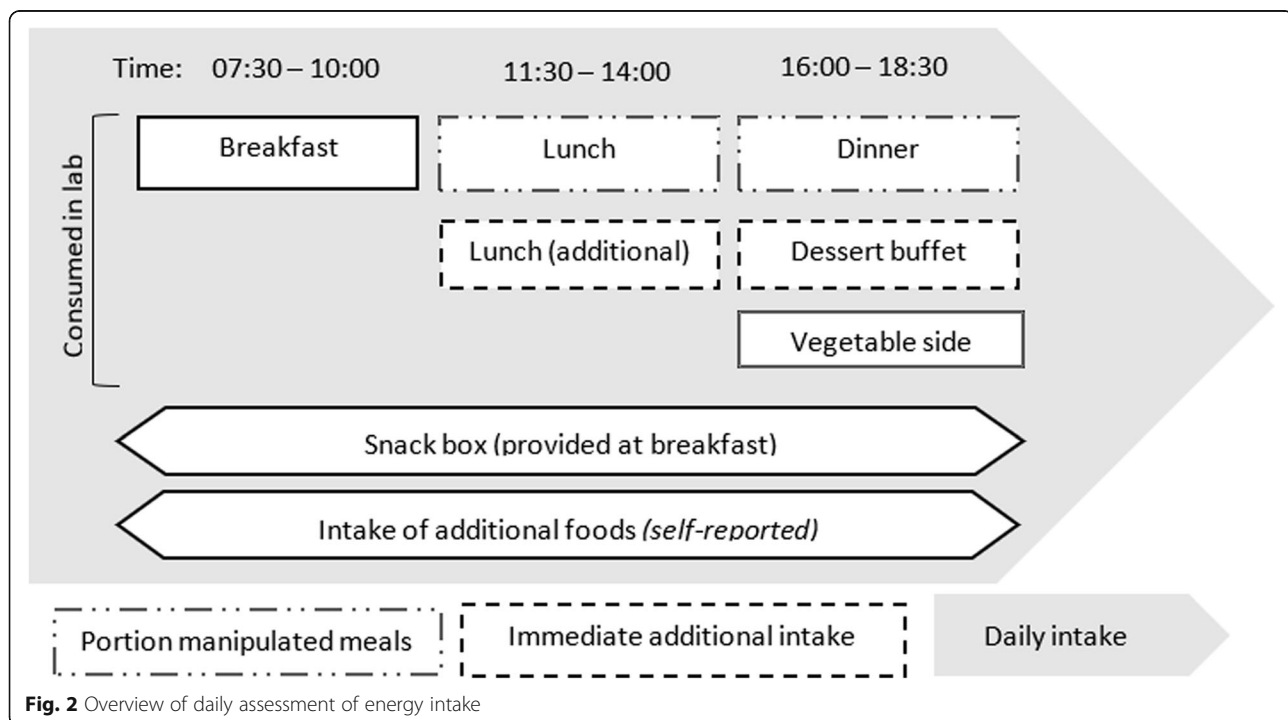 Time: 07:30 – 10:00 11:30 – 14:00 16:00 – 18:30
Consumed in lab
Breakfast Lunch Dinner
Lunch (additional) Dessert buffet
Vegetable side
Snack box (provided at breakfast)
Intake of additional foods (self-reported)
Portion manipulated meals Immediate additional intake Daily intake
Fig. 2 Overview of daily assessment of energy intake